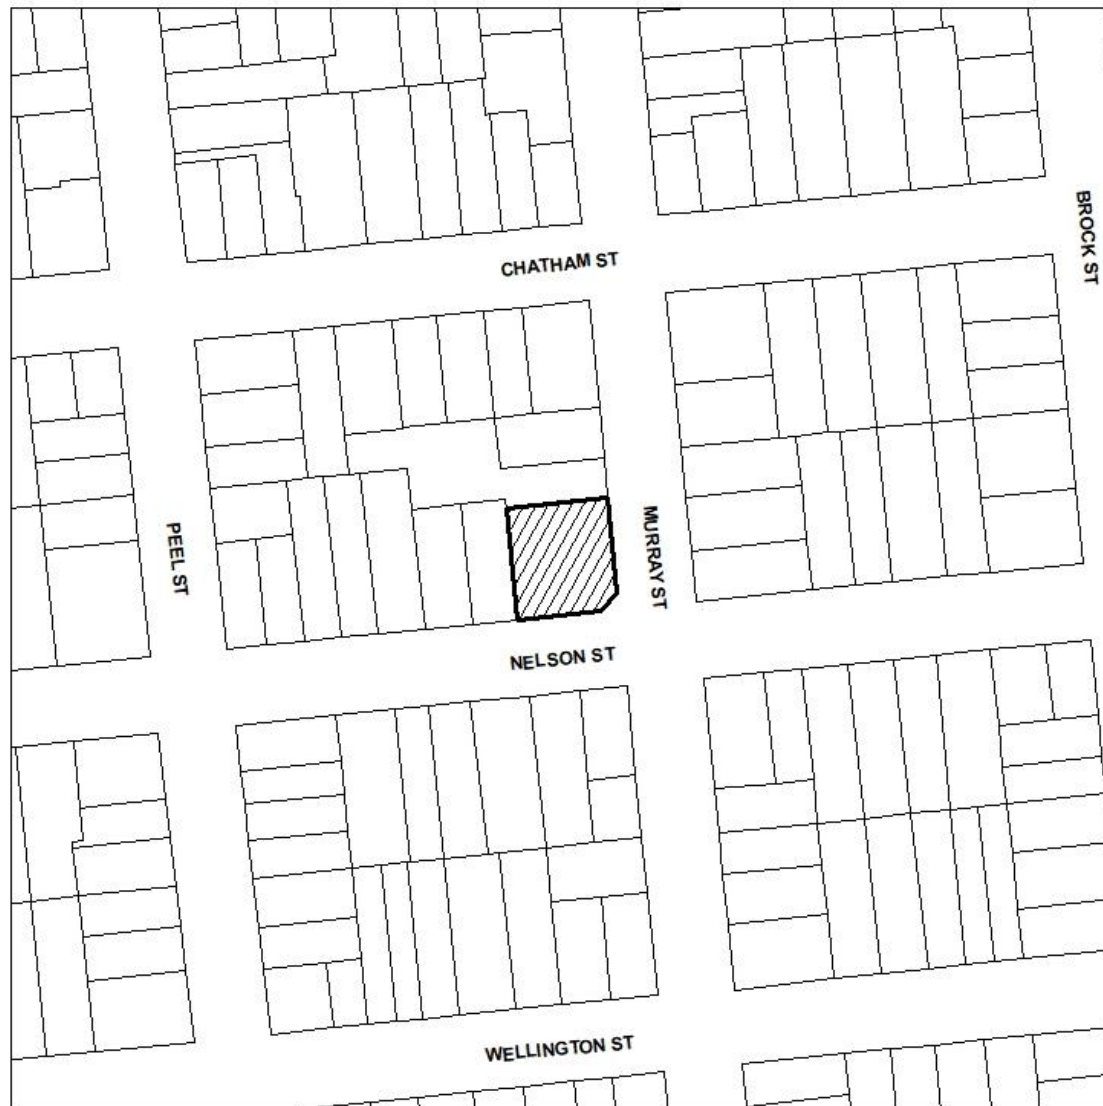 BROCK ST
CHATHAM ST
PEEL ST
MURRAY ST
NELSON ST
WELLINGTON ST